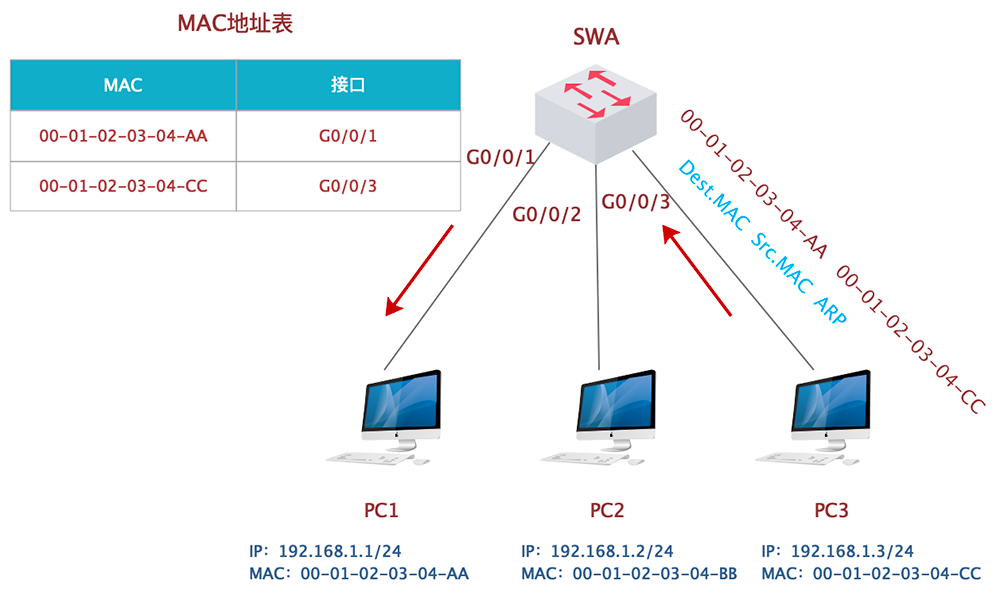 MAC地址表
SWA
MAC 接口
00-01-02-03-04-AA G0/0/1
00-01-02-03-04-CC G0/0/3
G0/0/1
G0/0/2
G0/0/3
00-01-02-03-04-AA 00-01-02-03-04-CC
Dest.MAC Src.MAC ARP
PC1
PC2
PC3
IP：192.168.1.1/24
MAC：00-01-02-03-04-AA
IP：192.168.1.2/24
MAC：00-01-02-03-04-BB
IP：192.168.1.3/24
MAC：00-01-02-03-04-CC